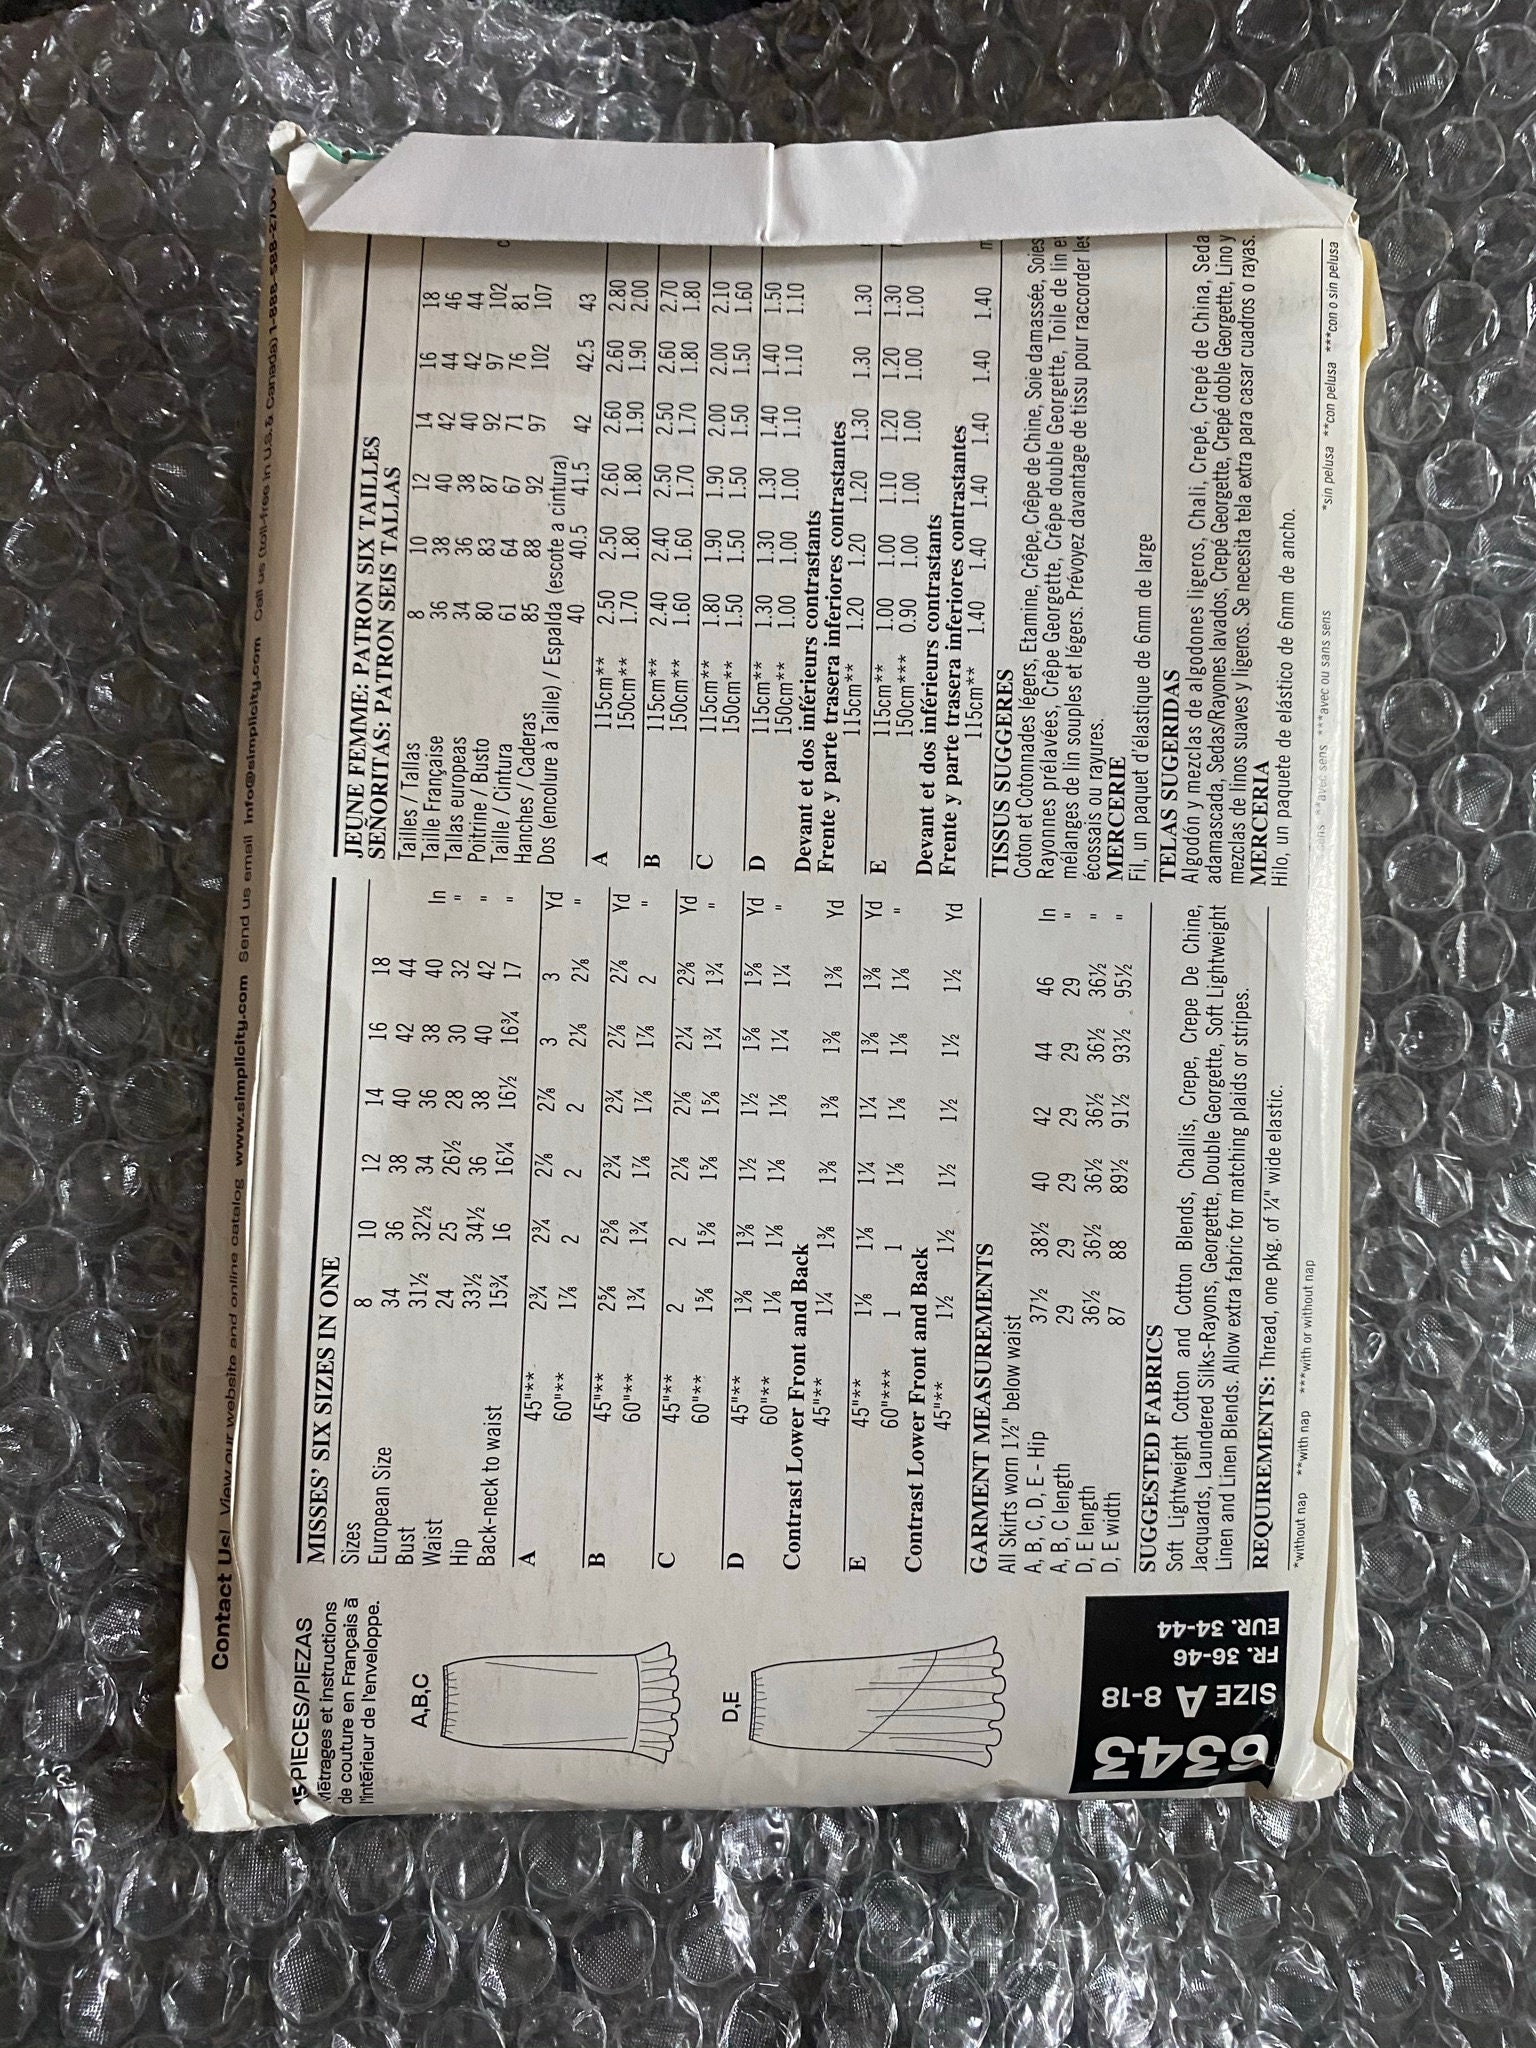 Contact Us! View our website and online catalog www.simplicity.com Send us email info@simplicity.com Call us (toll-free in U.S.& Canada) 1-888-588-2700
15 PIECES/PIEZAS
Métrages et instructions
de couture en Français à
l'intérieur de l'enveloppe.
A,B,C
D,E
6343
SIZE A 8-18
FR. 36-46
EUR. 34-44
MISSES' SIX SIZES IN ONE
Sizes 8 10 12 14 16 18
European Size 34 36 38 40 42 44
Bust 31½ 32½ 34 36 38 40 In
Waist 24 25 26½ 28 30 32 "
Hip 33½ 34½ 36 38 40 42 "
Back-neck to waist 15¾ 16 16¼ 16½ 16¾ 17 "
A 45"** 2¾ 2¾ 2⅞ 2⅞ 3 3 Yd
60"** 1⅞ 2 2 2 2⅛ 2⅛ "
B 45"** 2⅝ 2⅝ 2¾ 2¾ 2⅞ 2⅞ Yd
60"** 1¾ 1¾ 1⅞ 1⅞ 1⅞ 2 "
C 45"** 2 2 2⅛ 2⅛ 2¼ 2⅜ Yd
60"** 1⅝ 1⅝ 1⅝ 1⅝ 1¾ 1¾ "
D 45"** 1⅜ 1⅜ 1½ 1½ 1⅝ 1⅝ Yd
60"** 1⅛ 1⅛ 1⅛ 1⅛ 1¼ 1¼ "
Contrast Lower Front and Back
45"** 1¼ 1⅜ 1⅜ 1⅜ 1⅜ 1⅜ Yd
E 45"** 1⅛ 1⅛ 1¼ 1¼ 1⅜ 1⅜ Yd
60"*** 1 1 1⅛ 1⅛ 1⅛ 1⅛ "
Contrast Lower Front and Back
45"** 1½ 1½ 1½ 1½ 1½ 1½ Yd
GARMENT MEASUREMENTS
All Skirts worn 1½" below waist
A, B, C, D, E - Hip 37½ 38½ 40 42 44 46 In
A, B, C length 29 29 29 29 29 29 "
D, E length 36½ 36½ 36½ 36½ 36½ 36½ "
D, E width 87 88 89½ 91½ 93½ 95½ "
SUGGESTED FABRICS
Soft Lightweight Cotton and Cotton Blends, Challis, Crepe, Crepe De Chine,
Jacquards, Laundered Silks-Rayons, Georgette, Double Georgette, Soft Lightweight
Linen and Linen Blends. Allow extra fabric for matching plaids or stripes.
REQUIREMENTS: Thread, one pkg. of ¼" wide elastic.
*without nap **with nap ***with or without nap
JEUNE FEMME: PATRON SIX TAILLES
SEÑORITAS: PATRON SEIS TALLAS
Tailles / Tallas 8 10 12 14 16 18
Taille Française 36 38 40 42 44 46
Tallas europeas 34 36 38 40 42 44
Poitrine / Busto 80 83 87 92 97 102 c
Taille / Cintura 61 64 67 71 76 81
Hanches / Caderas 85 88 92 97 102 107
Dos (encolure à Taille) / Espalda (escote a cintura)
40 40.5 41.5 42 42.5 43
A 115cm** 2.50 2.50 2.60 2.60 2.60 2.80
150cm** 1.70 1.80 1.80 1.90 1.90 2.00
B 115cm** 2.40 2.40 2.50 2.50 2.60 2.70
150cm** 1.60 1.60 1.70 1.70 1.80 1.80
C 115cm** 1.80 1.90 1.90 2.00 2.00 2.10
150cm** 1.50 1.50 1.50 1.50 1.50 1.60
D 115cm** 1.30 1.30 1.30 1.40 1.40 1.50
150cm** 1.00 1.00 1.00 1.10 1.10 1.10
Devant et dos inférieurs contrastants
Frente y parte trasera inferiores contrastantes
115cm** 1.20 1.20 1.20 1.30 1.30 1.30
E 115cm** 1.00 1.00 1.10 1.20 1.20 1.30
150cm*** 0.90 1.00 1.00 1.00 1.00 1.00
Devant et dos inférieurs contrastants
Frente y parte trasera inferiores contrastantes
115cm** 1.40 1.40 1.40 1.40 1.40 1.40 m
TISSUS SUGGERES
Coton et Cotonnades légers, Etamine, Crêpe, Crêpe de Chine, Soie damassée, Soies
Rayonnes prélavées, Crêpe Georgette, Crêpe double Georgette, Toile de lin e
mélanges de lin souples et légers. Prévoyez davantage de tissu pour raccorder les
écossais ou rayures.
MERCERIE
Fil, un paquet d'élastique de 6mm de large
TELAS SUGERIDAS
Algodón y mezclas de algodones ligeros, Chali, Crepé, Crepé de China, Seda
adamascada, Sedas/Rayones lavados, Crepé Georgette, Crepé doble Georgette, Lino y
mezclas de linos suaves y ligeros. Se necesita tela extra para casar cuadros o rayas.
MERCERIA
Hilo, un paquete de elástico de 6mm de ancho.
sans **avec sens ***avec ou sans sens *sin pelusa **con pelusa ***con o sin pelusa